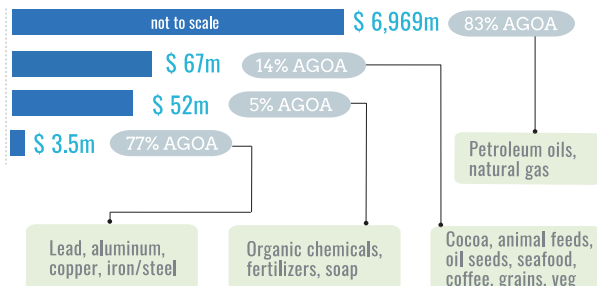 not to scale $ 6,969m 83% AGOA
$ 67m 14% AGOA
$ 52m 5% AGOA
$ 3.5m 77% AGOA
Petroleum oils,
natural gas
Lead, aluminum,
copper, iron/steel
Organic chemicals,
fertilizers, soap
Cocoa, animal feeds,
oil seeds, seafood,
coffee, grains, veg